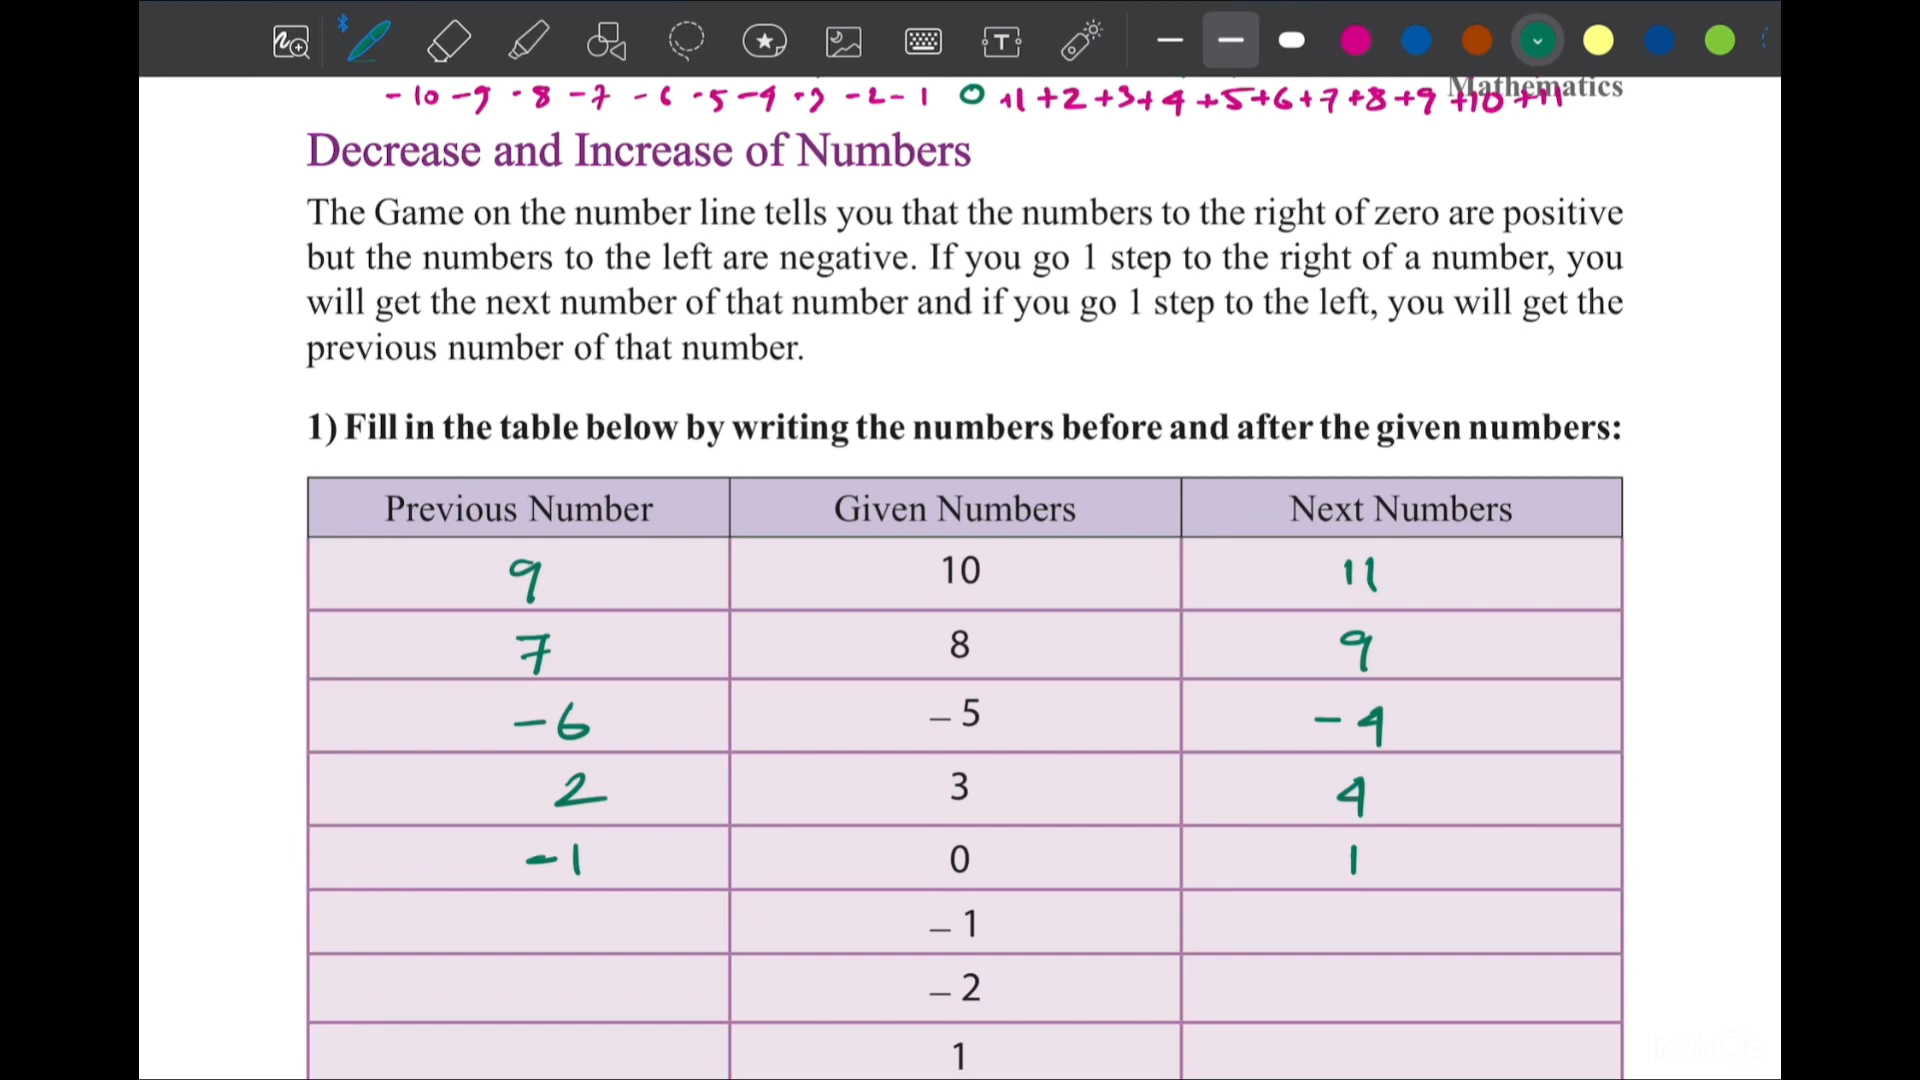 Mathematics
-10 -9 -8 -7 -6 -5 -4 -3 -2 -1 0 +1 +2 +3 +4 +5 +6 +7 +8 +9 +10 +11
Decrease and Increase of Numbers
The Game on the number line tells you that the numbers to the right of zero are positive
but the numbers to the left are negative. If you go 1 step to the right of a number, you
will get the next number of that number and if you go 1 step to the left, you will get the
previous number of that number.
1) Fill in the table below by writing the numbers before and after the given numbers:
Previous Number Given Numbers Next Numbers
9 10 11
7 8 9
-6 – 5 -4
2 3 4
-1 0 1
– 1
– 2
1